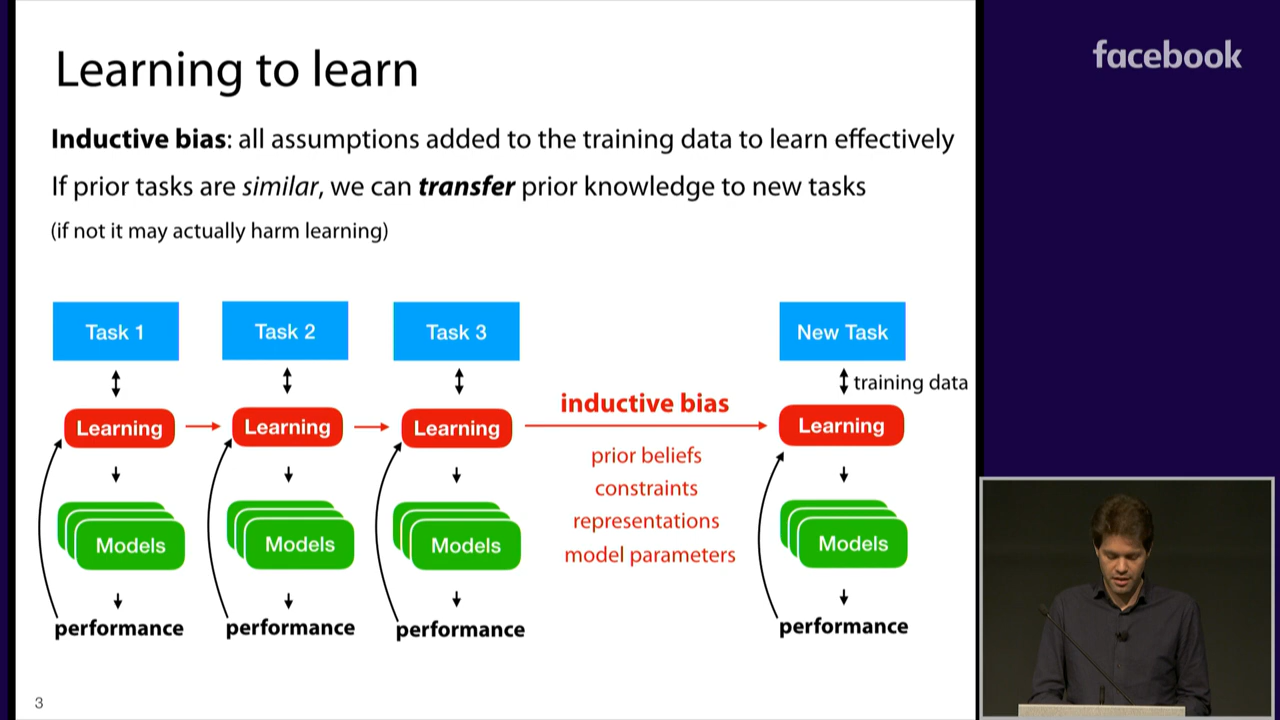 Learning to learn
facebook
Inductive bias: all assumptions added to the training data to learn effectively
If prior tasks are similar, we can transfer prior knowledge to new tasks
(if not it may actually harm learning)
Task 1
Task 2
Task 3
New Task
training data
Learning
Learning
Learning
inductive bias
Learning
prior beliefs
constraints
representations
model parameters
Models
Models
Models
Models
performance
performance
performance
performance
3